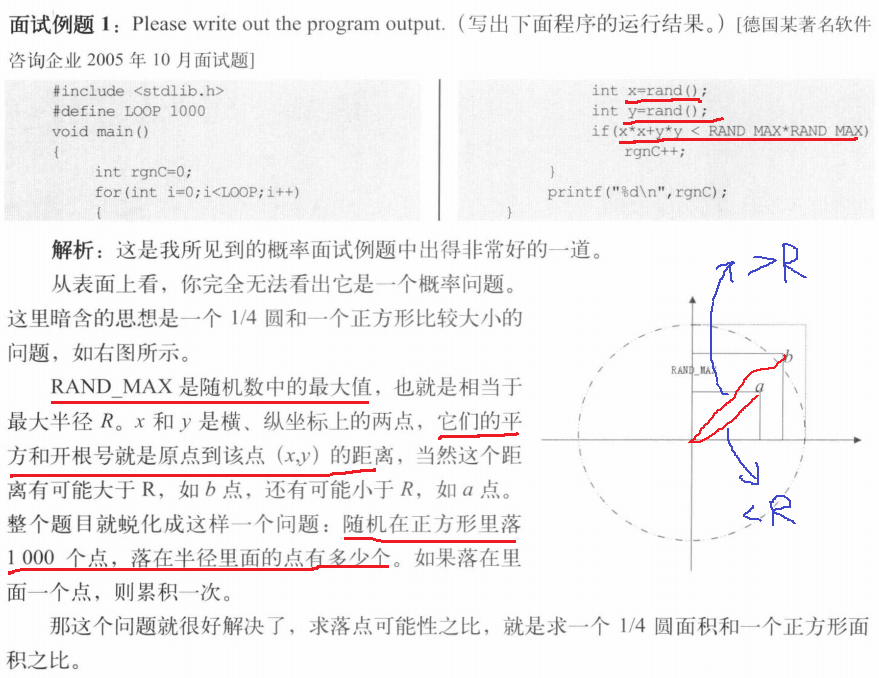 面试例题 1：Please write out the program output.（写出下面程序的运行结果。）[德国某著名软件
咨询企业 2005 年 10 月面试题]
#include <stdlib.h>
#define LOOP 1000
void main()
{
int rgnC=0;
for(int i=0;i<LOOP;i++)
{
int x=rand();
int y=rand();
if(x*x+y*y < RAND_MAX*RAND_MAX)
rgnC++;
}
printf("%d\n",rgnC);
}
解析：这是我所见到的概率面试例题中出得非常好的一道。
从表面上看，你完全无法看出它是一个概率问题。
这里暗含的思想是一个 1/4 圆和一个正方形比较大小的
问题，如右图所示。
RAND_MAX 是随机数中的最大值，也就是相当于
最大半径 R。x 和 y 是横、纵坐标上的两点，它们的平
方和开根号就是原点到该点（x,y）的距离，当然这个距
离有可能大于 R，如 b 点，还有可能小于 R，如 a 点。
整个题目就蜕化成这样一个问题：随机在正方形里落
1 000 个点，落在半径里面的点有多少个。如果落在里
面一个点，则累积一次。
>R
RAND_MAX
b
a
<R
那这个问题就很好解决了，求落点可能性之比，就是求一个 1/4 圆面积和一个正方形面
积之比。